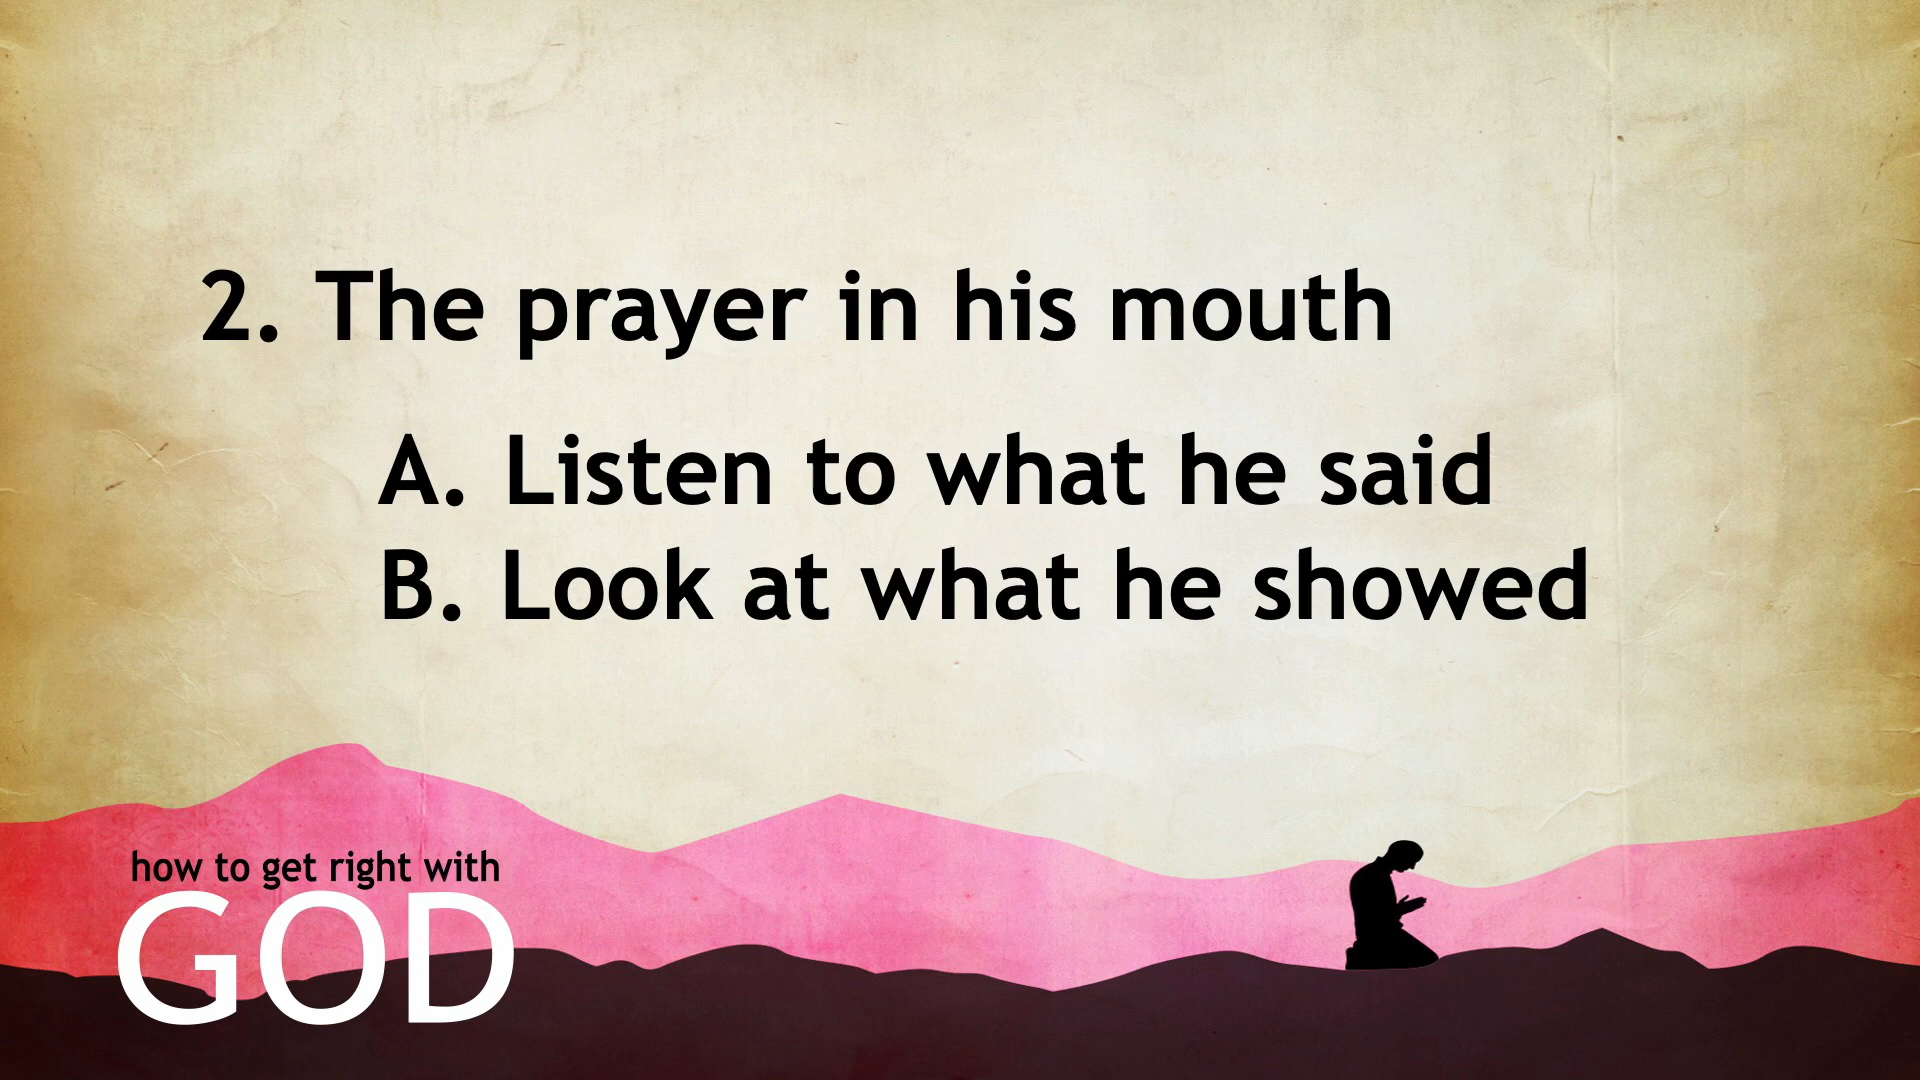 2. The prayer in his mouth
A. Listen to what he said
B. Look at what he showed
how to get right with
GOD